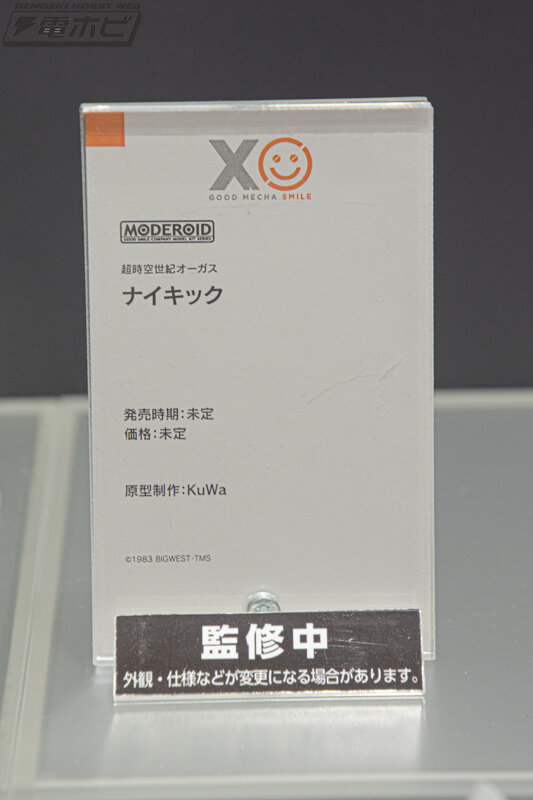 DENGEKI HOBBY WEB
電ホビ
XO
GOOD MECHA SMILE
MODEROID
GOOD SMILE COMPANY MODEL KIT SERIES
超時空世紀オーガス
ナイキック
発売時期:未定
価格:未定
原型制作:KuWa
©1983 BIGWEST・TMS
監修中
外観・仕様などが変更になる場合があります。